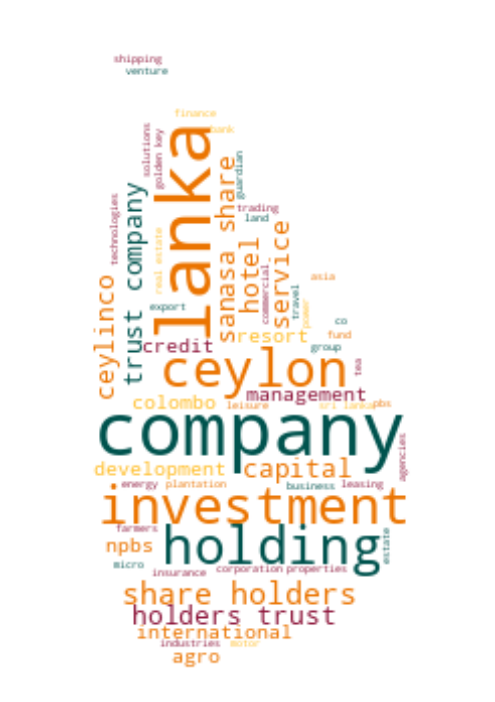 shipping
venture
finance
bank
solutions
golden key
lanka
guardian
sanasa share
technologies
trust company
trading
land
real estate
hotel
commercial
service
travel
asia
ceylinco
export
power
co
resort
fund
credit
group
ceylon
tea
management
colombo
leisure
sri lanka
pbs
company
agencies
development
capital
energy
plantation
business
leasing
investment
farmers
holding
estate
npbs
micro
insurance
corporation
properties
share holders
holders trust
international
industries
motor
agro